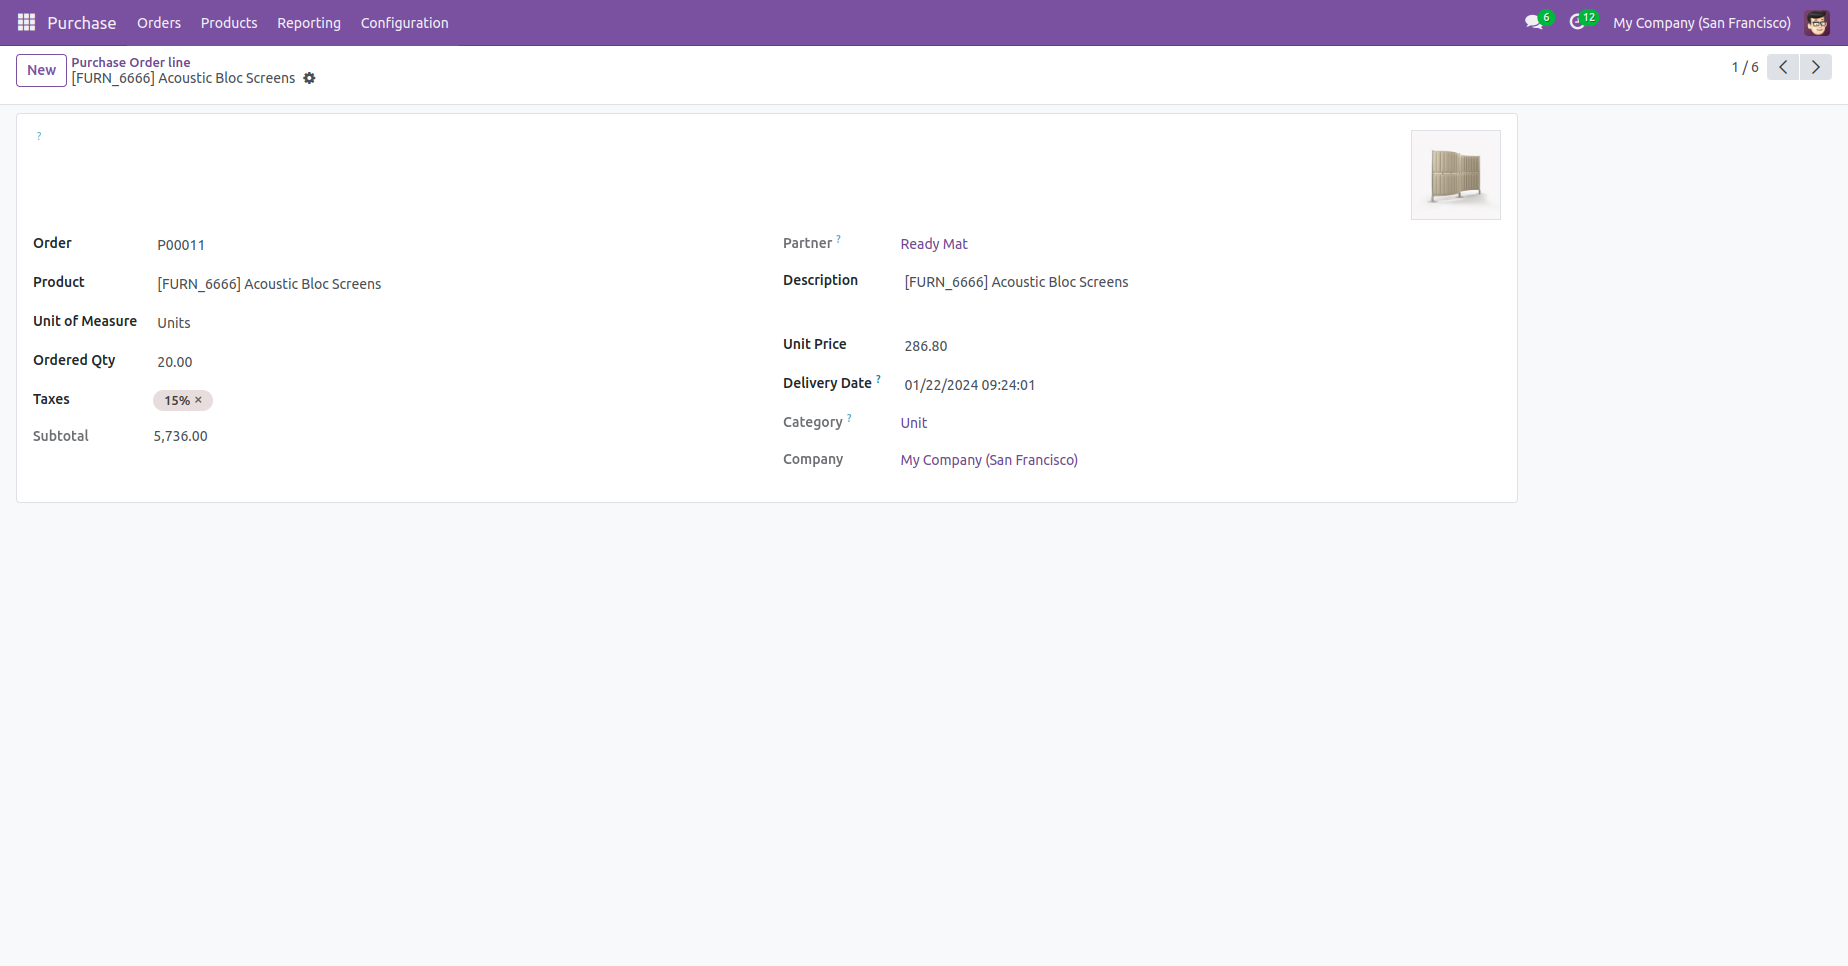 Purchase Orders Products Reporting Configuration 6 12 My Company (San Francisco)
New Purchase Order line 1 / 6
[FURN_6666] Acoustic Bloc Screens
?
Order P00011
Product [FURN_6666] Acoustic Bloc Screens
Unit of Measure Units
Ordered Qty 20.00
Taxes 15% ×
Subtotal 5,736.00
Partner ? Ready Mat
Description [FURN_6666] Acoustic Bloc Screens
Unit Price 286.80
Delivery Date ? 01/22/2024 09:24:01
Category ? Unit
Company My Company (San Francisco)